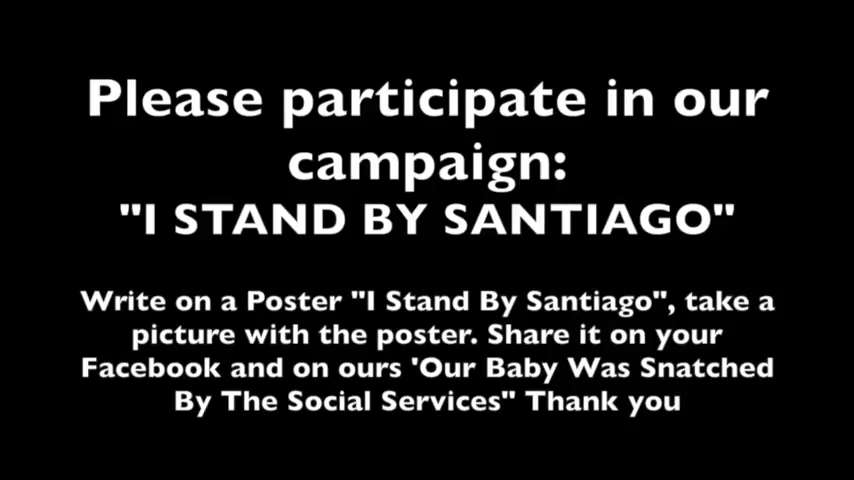 Please participate in our
campaign:
"I STAND BY SANTIAGO"
Write on a Poster "I Stand By Santiago", take a
picture with the poster. Share it on your
Facebook and on ours 'Our Baby Was Snatched
By The Social Services" Thank you